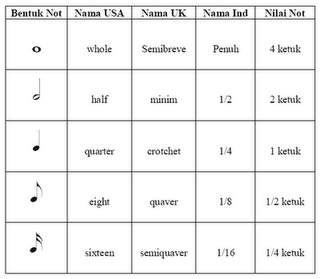 Bentuk Not Nama USA Nama UK Nama Ind Nilai Not
whole Semibreve Penuh 4 ketuk
half minim 1/2 2 ketuk
quarter crotchet 1/4 1 ketuk
eight quaver 1/8 1/2 ketuk
sixteen semiquaver 1/16 1/4 ketuk